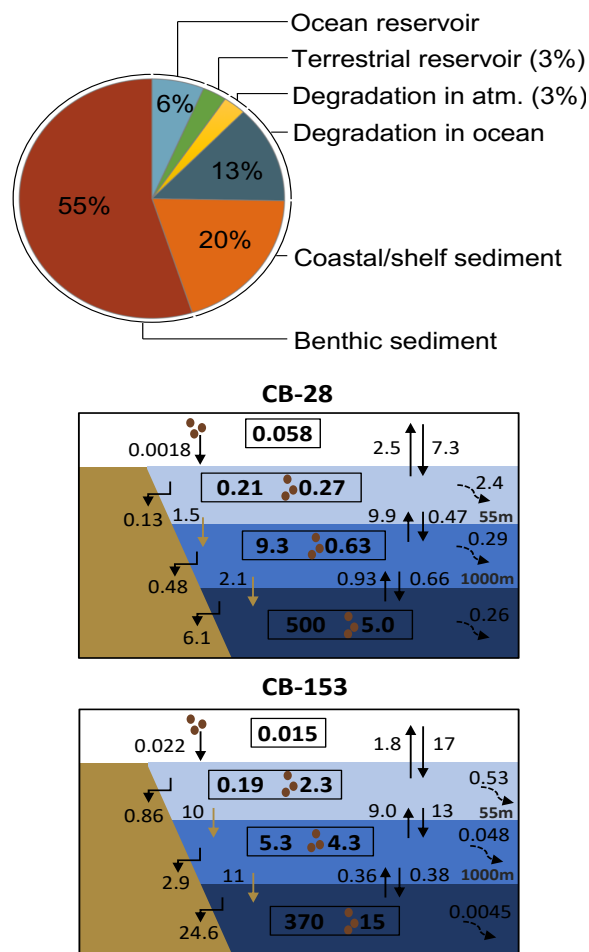 Ocean reservoir
Terrestrial reservoir (3%)
6%
Degradation in atm. (3%)
Degradation in ocean
13%
55%
20%
Coastal/shelf sediment
Benthic sediment
CB-28
0.058
0.0018
2.5 7.3
0.21 0.27
2.4
0.13 1.5
9.9 0.47 55m
9.3 0.63
0.29
0.48
2.1
0.93 0.66 1000m
500 5.0
0.26
6.1
CB-153
0.015
0.022
1.8 17
0.19 2.3
0.53
0.86 10
9.0 13 55m
5.3 4.3
0.048
2.9
11
0.36 0.38 1000m
370 15
0.0045
24.6